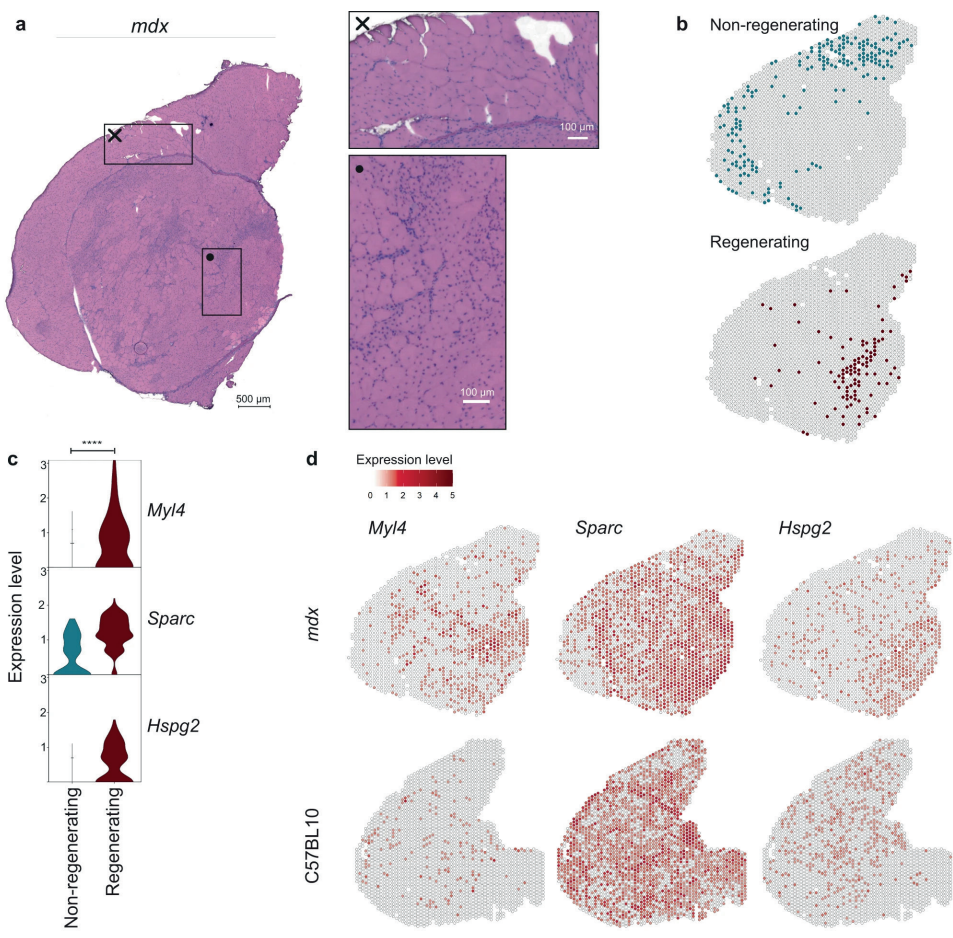 a
mdx
500 µm
100 µm
100 µm
b
Non-regenerating
Regenerating
c
****
Expression level
3
2
1
Myl4
3
2
1
Sparc
3
2
1
Hspg2
Non-regenerating
Regenerating
d
Expression level
0 1 2 3 4 5
Myl4 Sparc Hspg2
mdx
C57BL10